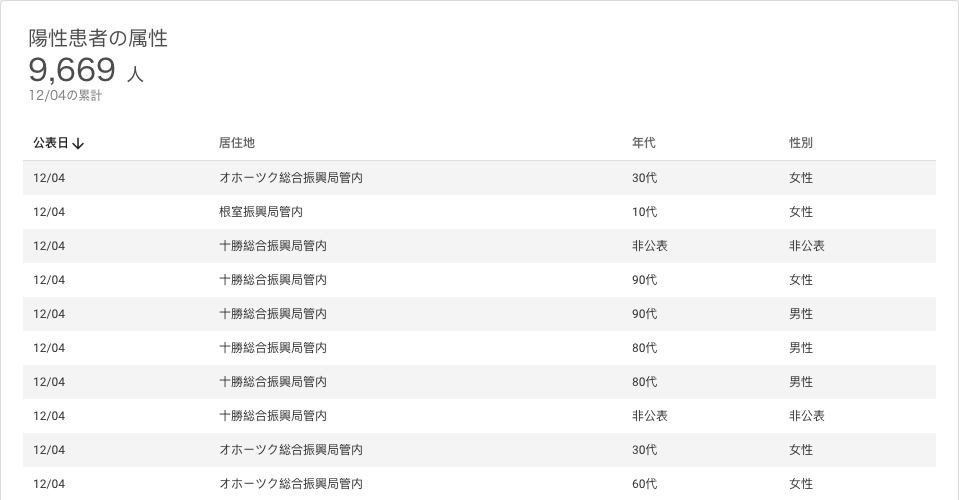 陽性患者の属性
9,669 人
12/04の累計
公表日↓ 居住地 年代 性別
12/04 オホーツク総合振興局管内 30代 女性
12/04 根室振興局管内 10代 女性
12/04 十勝総合振興局管内 非公表 非公表
12/04 十勝総合振興局管内 90代 女性
12/04 十勝総合振興局管内 90代 男性
12/04 十勝総合振興局管内 80代 男性
12/04 十勝総合振興局管内 80代 男性
12/04 十勝総合振興局管内 非公表 非公表
12/04 オホーツク総合振興局管内 30代 女性
12/04 オホーツク総合振興局管内 60代 女性